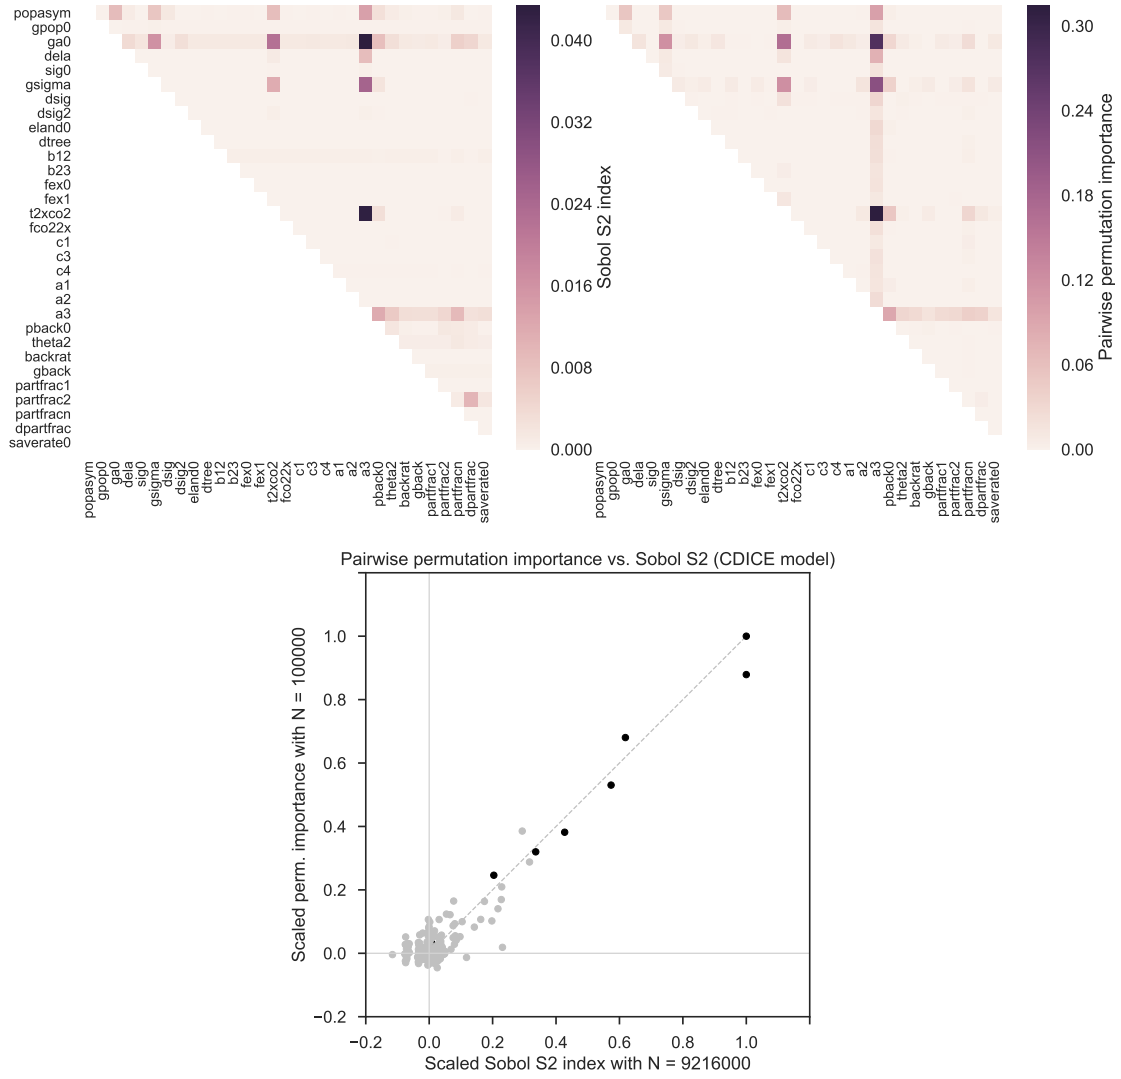 popasym
gpop0
ga0
dela
sig0
gsigma
dsig
dsig2
eland0
dtree
b12
b23
fex0
fex1
t2xco2
fco22x
c1
c3
c4
a1
a2
a3
pback0
theta2
backrat
gback
partfrac1
partfrac2
partfracn
dpartfrac
saverate0
popasym
gpop0
ga0
dela
sig0
gsigma
dsig
dsig2
eland0
dtree
b12
b23
fex0
fex1
t2xco2
fco22x
c1
c3
c4
a1
a2
a3
pback0
theta2
backrat
gback
partfrac1
partfrac2
partfracn
dpartfrac
saverate0
0.040
0.032
0.024
0.016
0.008
0.000
Sobol S2 index
popasym
gpop0
ga0
dela
sig0
gsigma
dsig
dsig2
eland0
dtree
b12
b23
fex0
fex1
t2xco2
fco22x
c1
c3
c4
a1
a2
a3
pback0
theta2
backrat
gback
partfrac1
partfrac2
partfracn
dpartfrac
saverate0
0.30
0.24
0.18
0.12
0.06
0.00
Pairwise permutation importance
Pairwise permutation importance vs. Sobol S2 (CDICE model)
Scaled perm. importance with N = 100000
1.0
0.8
0.6
0.4
0.2
0.0
−0.2
−0.2 0.0 0.2 0.4 0.6 0.8 1.0
Scaled Sobol S2 index with N = 9216000